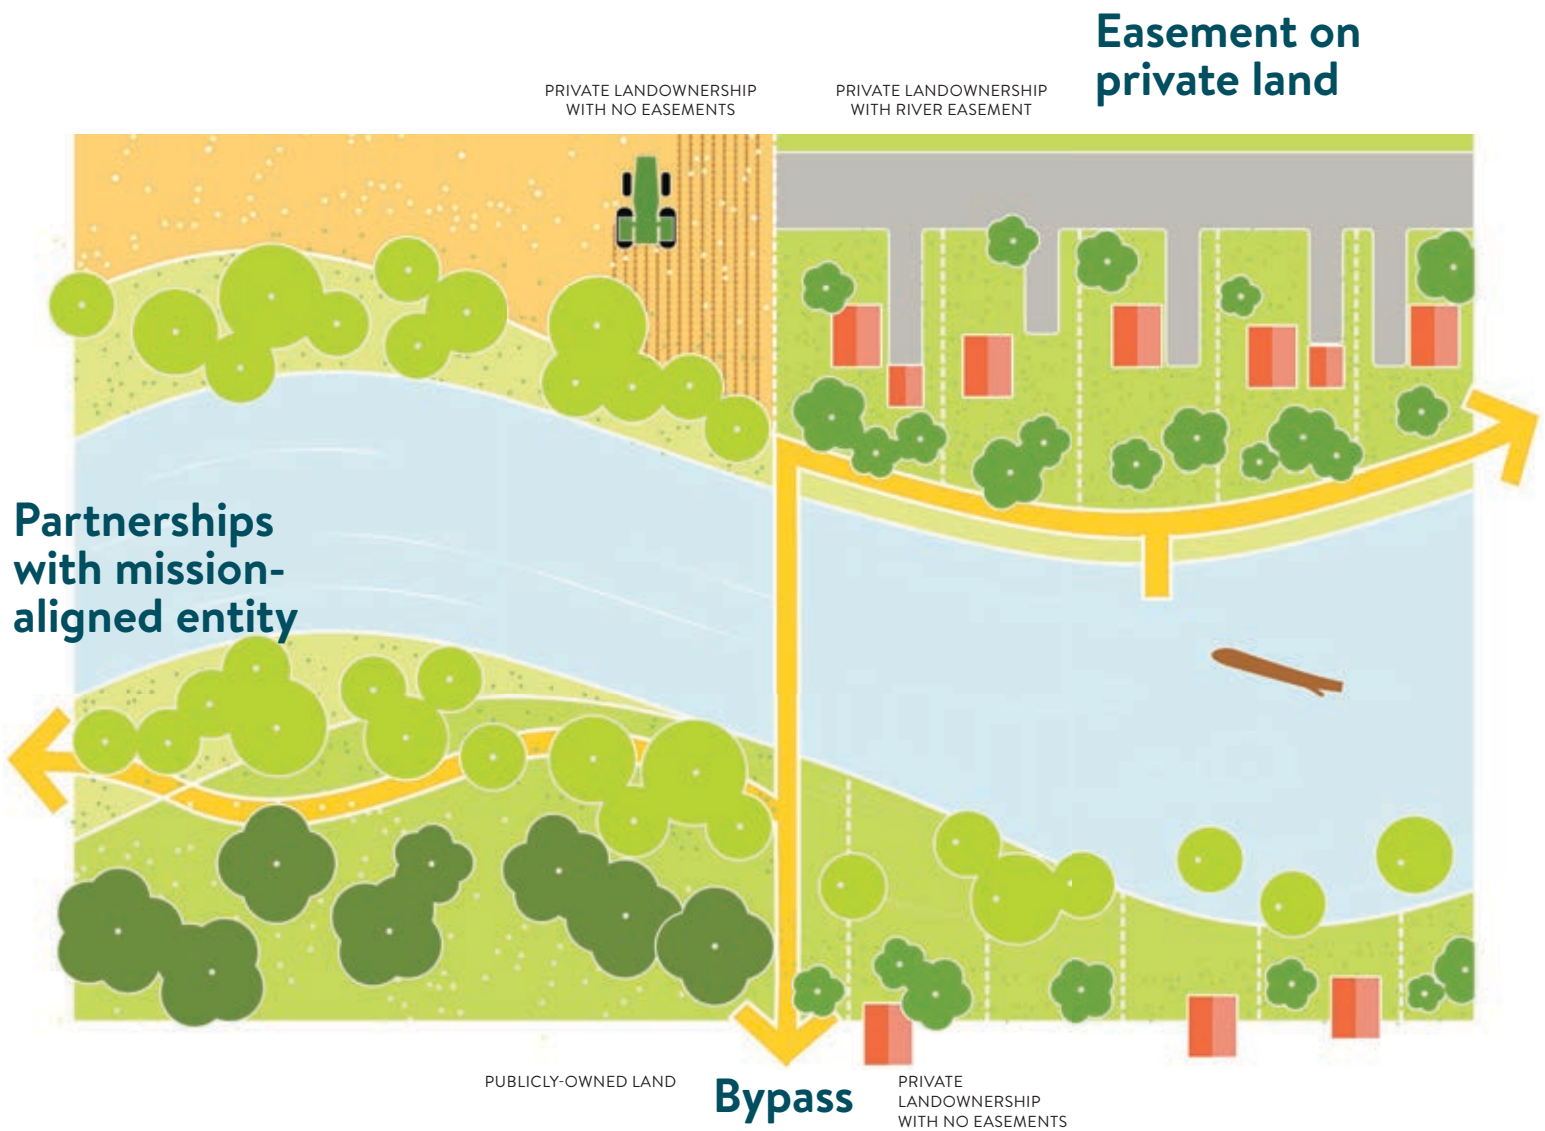 Easement on
private land
PRIVATE LANDOWNERSHIP
WITH NO EASEMENTS
PRIVATE LANDOWNERSHIP
WITH RIVER EASEMENT
Partnerships
with mission-
aligned entity
PUBLICLY-OWNED LAND
Bypass
PRIVATE
LANDOWNERSHIP
WITH NO EASEMENTS